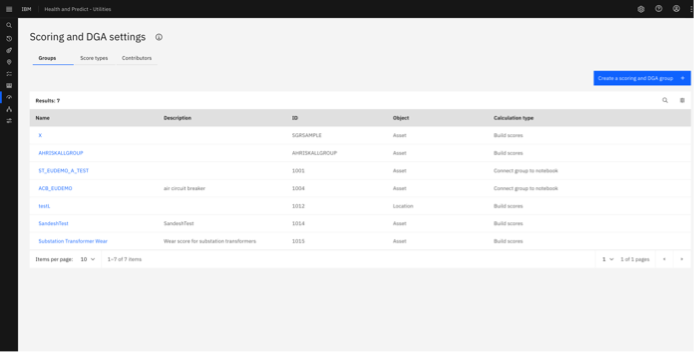 IBM Health and Predict - Utilities
Scoring and DGA settings
Groups Score types Contributors
Create a scoring and DGA group +
Results: 7
Name Description ID Object Calculation type
X SGRSAMPLE Asset Build scores
AHRISKALLGROUP AHRISKALLGROUP Asset Build scores
ST_EUDEMO_A_TEST 1001 Asset Connect group to notebook
ACB_EUDEMO air circuit breaker 1004 Asset Connect group to notebook
testL 1012 Location Build scores
SandeshTest SandeshTest 1014 Asset Build scores
Substation Transformer Wear Wear score for substation transformers 1015 Asset Build scores
Items per page: 10 1–7 of 7 items 1 1 of 1 pages